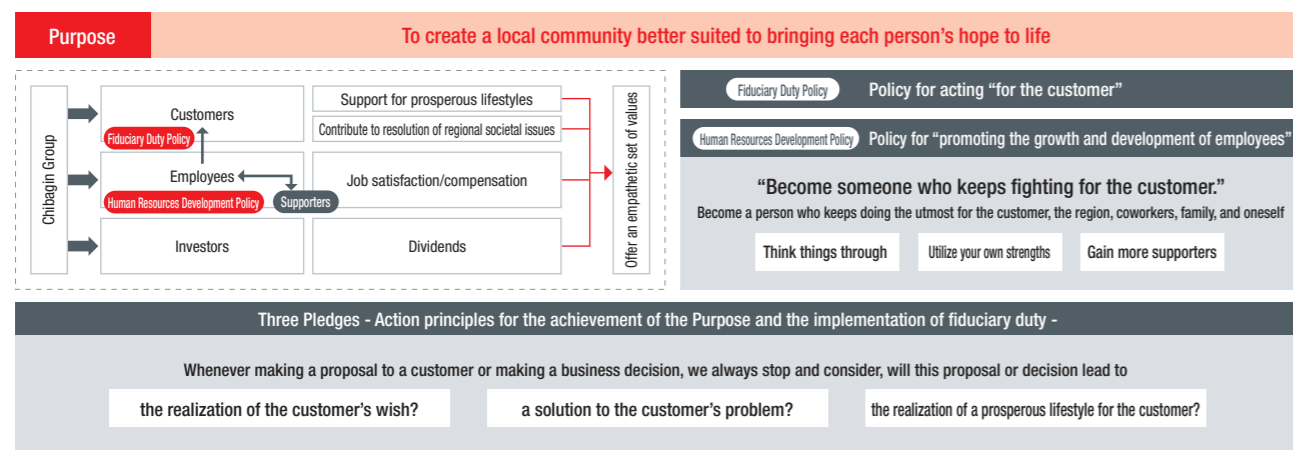 Purpose
To create a local community better suited to bringing each person’s hope to life
Chibagin Group
Customers
Fiduciary Duty Policy
Employees
Human Resources Development Policy
Supporters
Investors
Support for prosperous lifestyles
Contribute to resolution of regional societal issues
Job satisfaction/compensation
Dividends
Offer an empathetic set of values
Fiduciary Duty Policy
Policy for acting “for the customer”
Human Resources Development Policy
Policy for “promoting the growth and development of employees”
“Become someone who keeps fighting for the customer.”
Become a person who keeps doing the utmost for the customer, the region, coworkers, family, and oneself
Think things through
Utilize your own strengths
Gain more supporters
Three Pledges - Action principles for the achievement of the Purpose and the implementation of fiduciary duty -
Whenever making a proposal to a customer or making a business decision, we always stop and consider, will this proposal or decision lead to
the realization of the customer’s wish?
a solution to the customer’s problem?
the realization of a prosperous lifestyle for the customer?